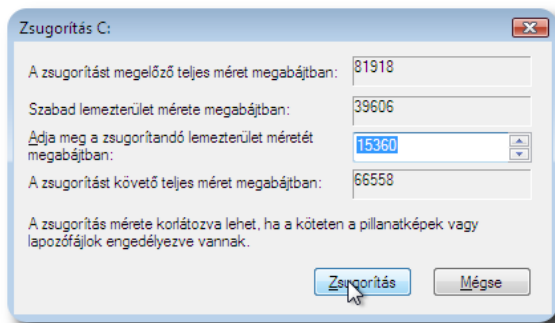 Zsugorítás C:
A zsugorítást megelőző teljes méret megabájtban: 81918
Szabad lemezterület mérete megabájtban: 39606
Adja meg a zsugorítandó lemezterület méretét
megabájtban: 15360
A zsugorítást követő teljes méret megabájtban: 66558
A zsugorítás mérete korlátozva lehet, ha a köteten a pillanatképek vagy
lapozófájlok engedélyezve vannak.
Zsugorítás Mégse